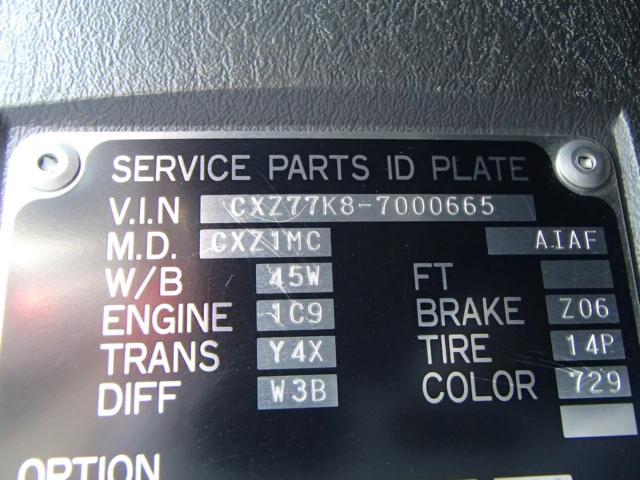 SERVICE PARTS ID PLATE
V.I.N CXZ77K8-7000665
M.D. CXZ1MC AIAF
W/B 45W FT
ENGINE 1C9 BRAKE Z06
TRANS Y4X TIRE 14P
DIFF W3B COLOR 729
OPTION